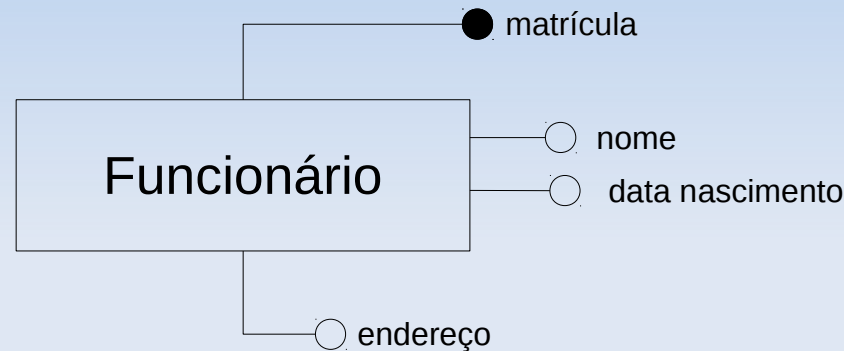 matrícula
nome
Funcionário
data nascimento
endereço